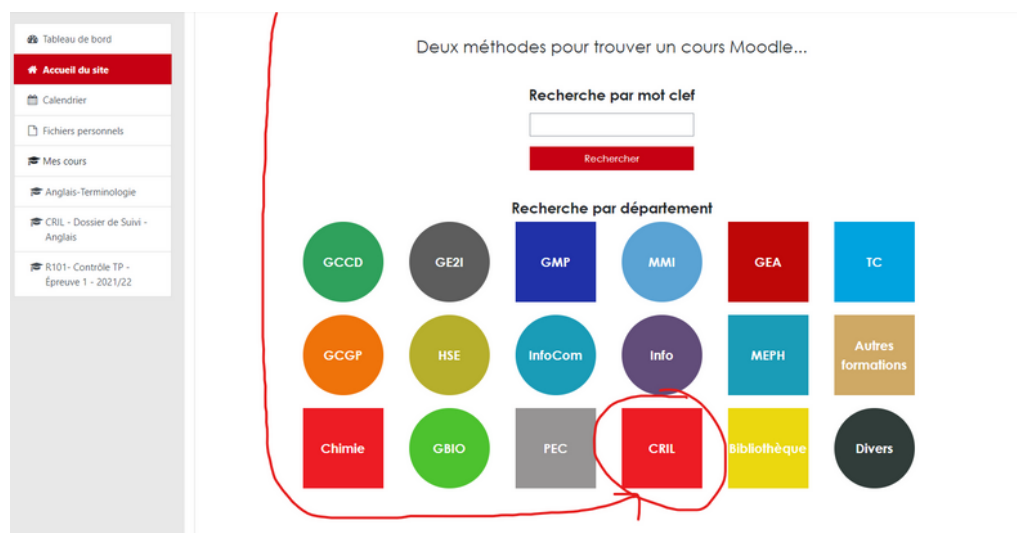 Tableau de bord
Accueil du site
Calendrier
Fichiers personnels
Mes cours
Anglais-Terminologie
CRIL - Dossier de Suivi -
Anglais
R101- Contrôle TP -
Épreuve 1 - 2021/22
Deux méthodes pour trouver un cours Moodle...
Recherche par mot clef
Rechercher
Recherche par département
GCCD GE2I GMP MMI GEA TC
GCGP HSE InfoCom Info MEPH Autres
formations
Chimie GBIO PEC CRIL Bibliothèque Divers